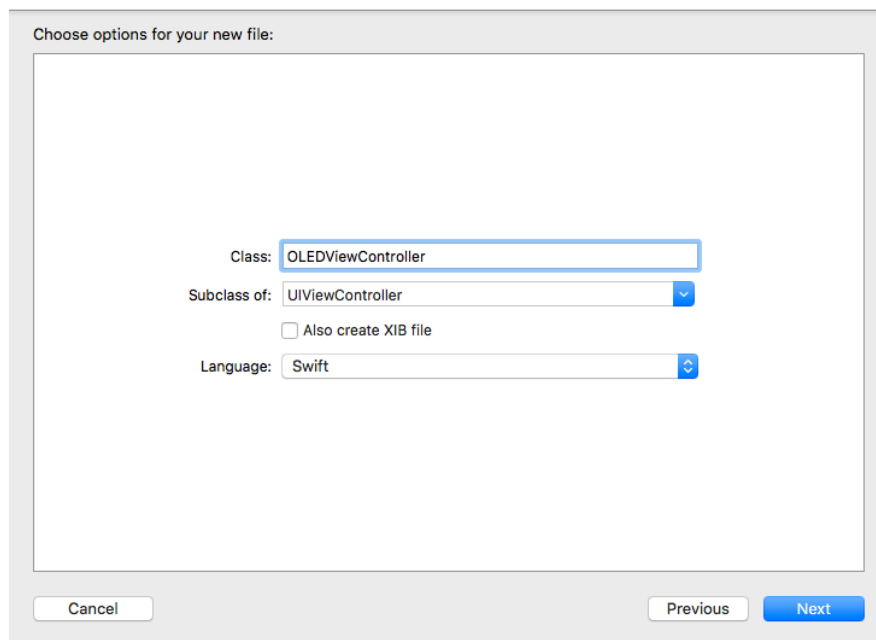 Choose options for your new file:
Class: OLEDViewController
Subclass of: UIViewController
Also create XIB file
Language: Swift
Cancel Previous Next